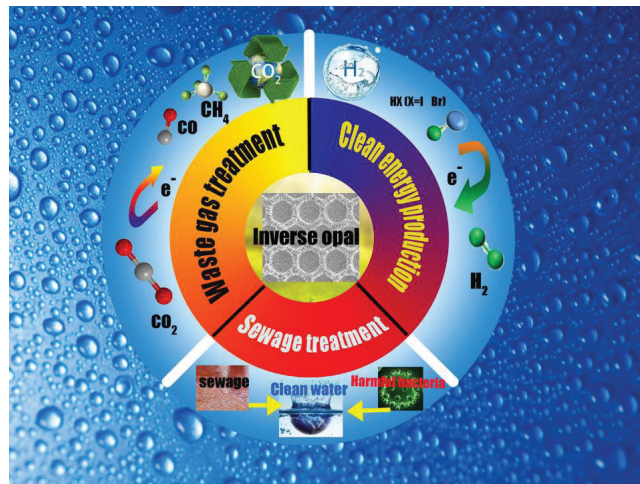 CO2
H2
CH4
HX (X=I Br)
CO
Waste gas treatment
Clean energy production
e-
e-
Inverse opal
CO2
H2
Sewage treatment
sewage
Clean water
Harmful bacteria